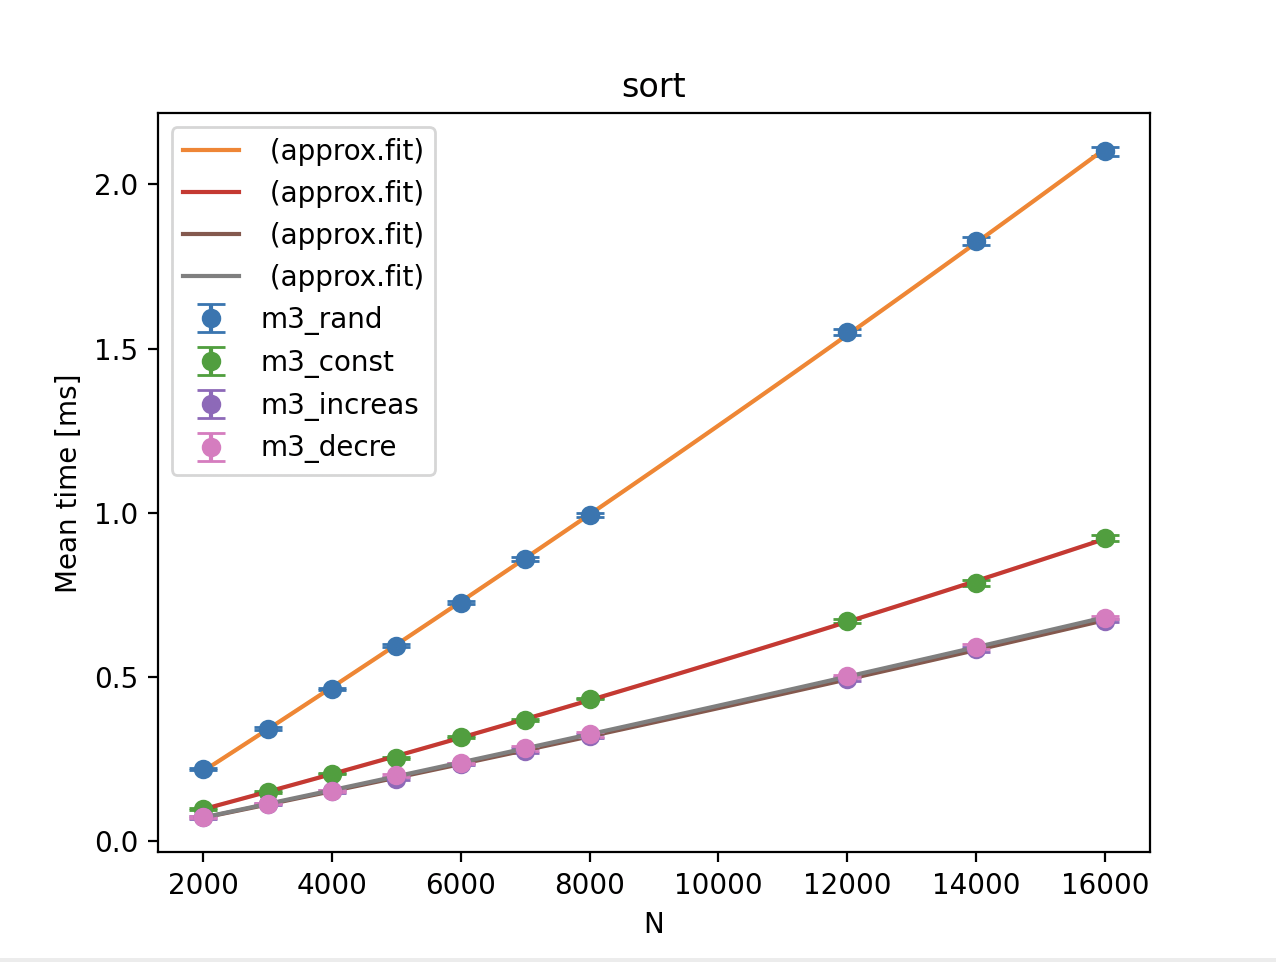 sort
(approx.fit)
(approx.fit)
(approx.fit)
(approx.fit)
m3_rand
m3_const
m3_increas
m3_decre
Mean time [ms]
2.0
1.5
1.0
0.5
0.0
2000 4000 6000 8000 10000 12000 14000 16000
N